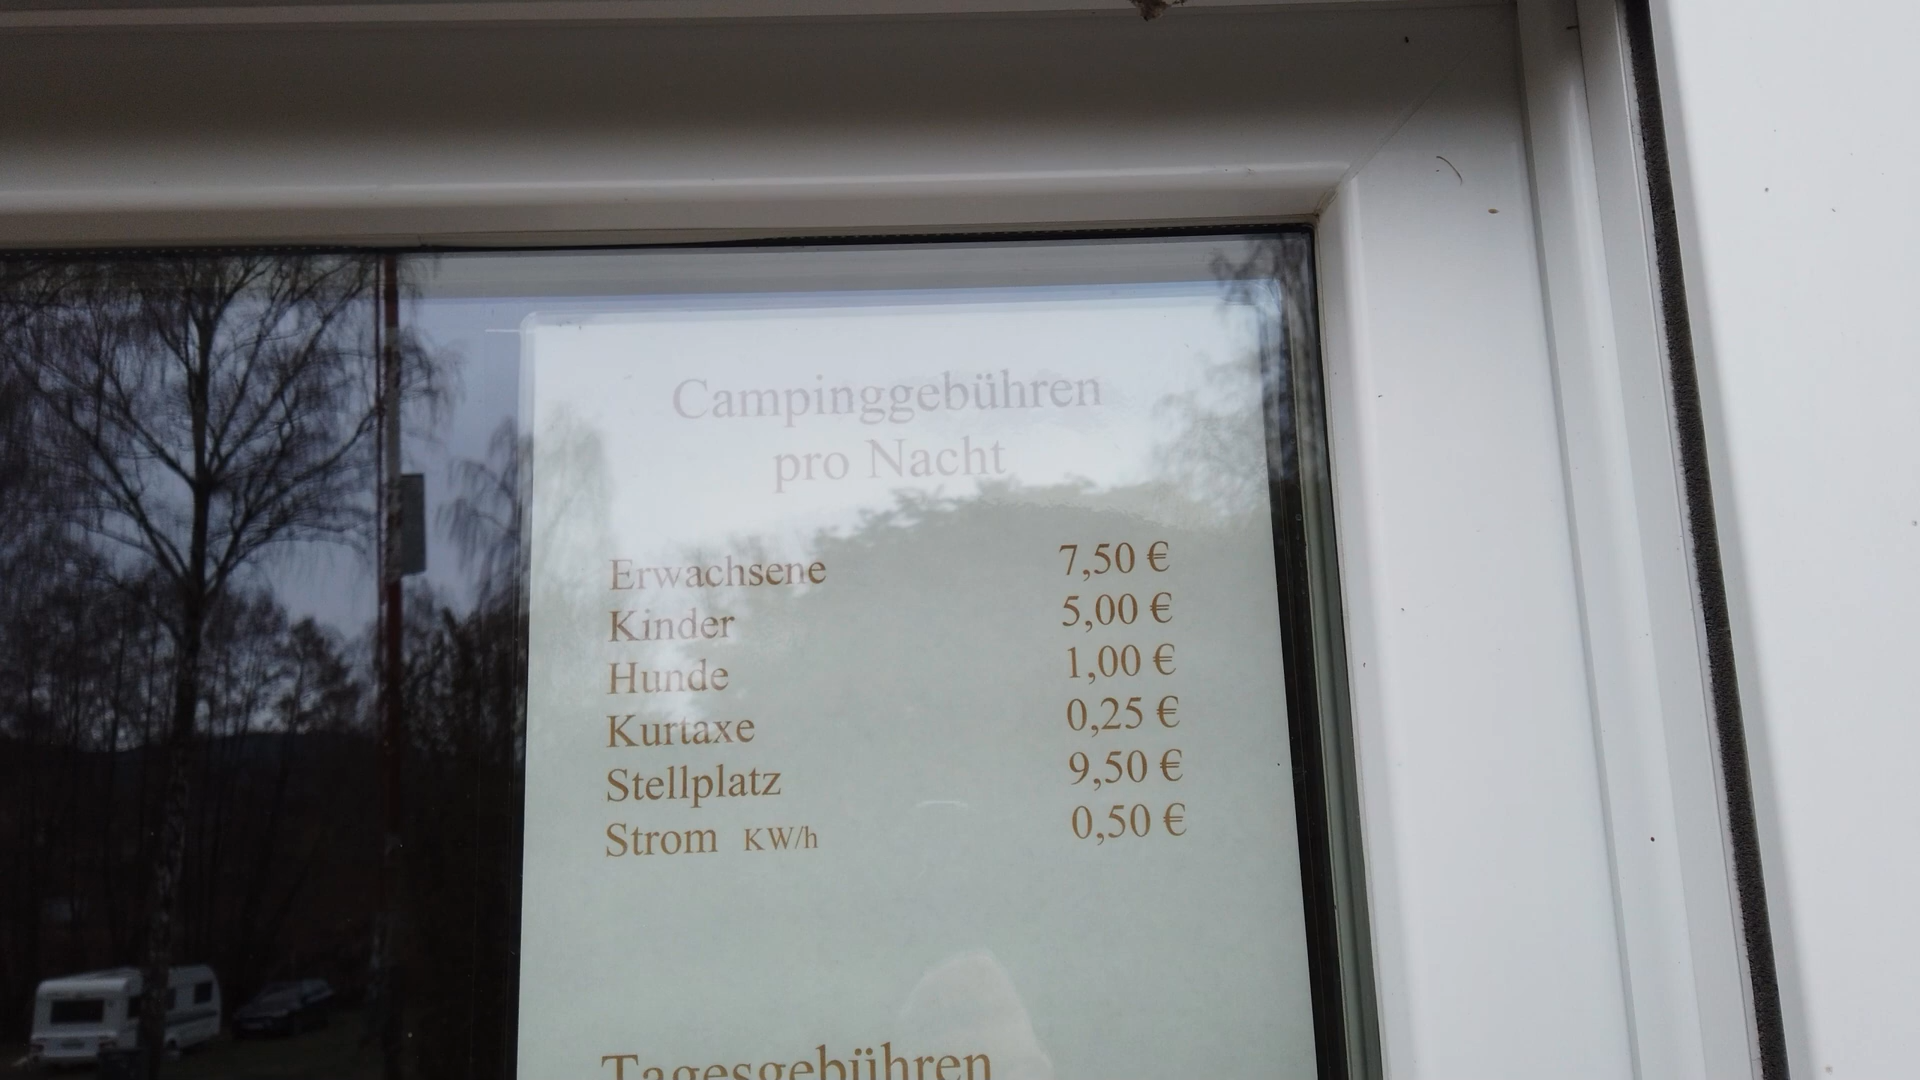 Campinggebühren
pro Nacht
Erwachsene 7,50 €
Kinder 5,00 €
Hunde 1,00 €
Kurtaxe 0,25 €
Stellplatz 9,50 €
Strom KW/h 0,50 €
Tagesgebühren